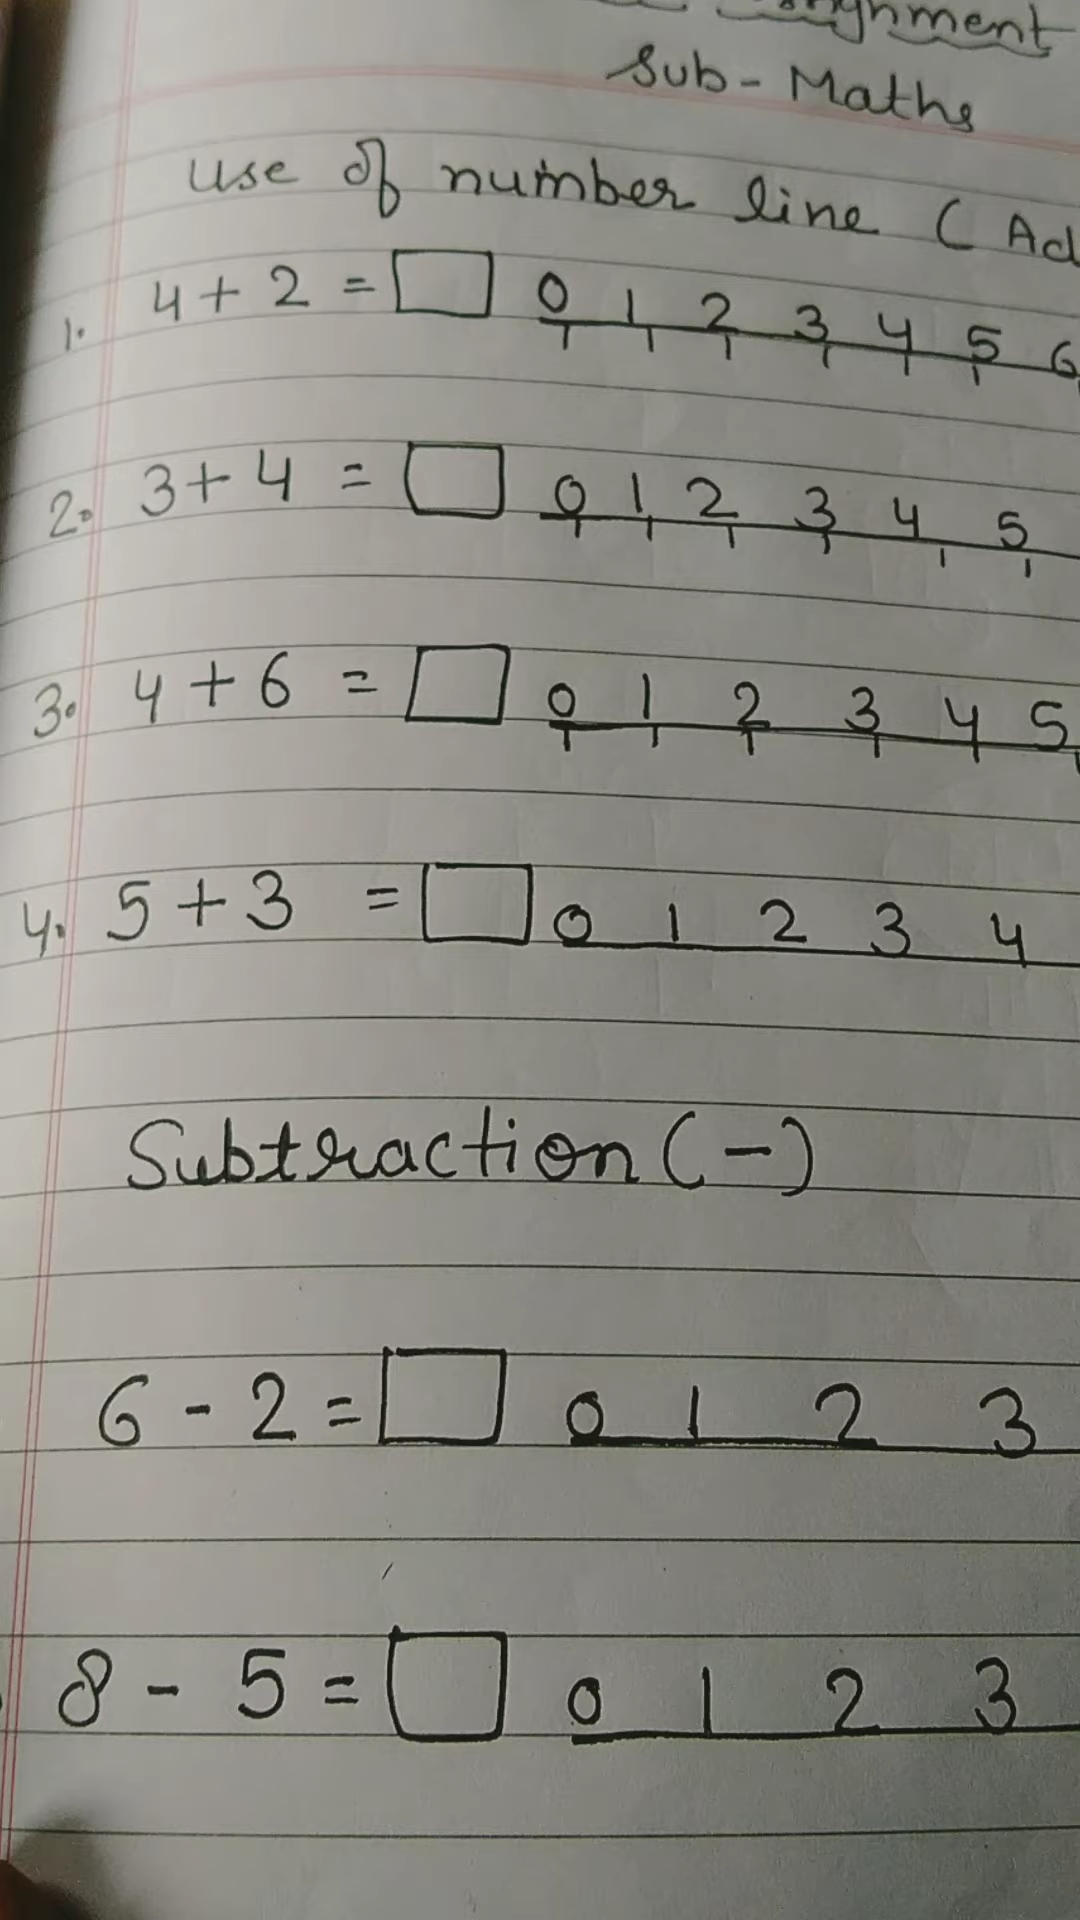 Sub - Maths
use of number line ( Ad
1. 4 + 2 = 0 1 2 3 4 5 6
2. 3 + 4 = 0 1 2 3 4 5
3. 4 + 6 = 0 1 2 3 4 5
4. 5 + 3 = 0 1 2 3 4
Subtraction ( - )
6 - 2 = 0 1 2 3
8 - 5 = 0 1 2 3